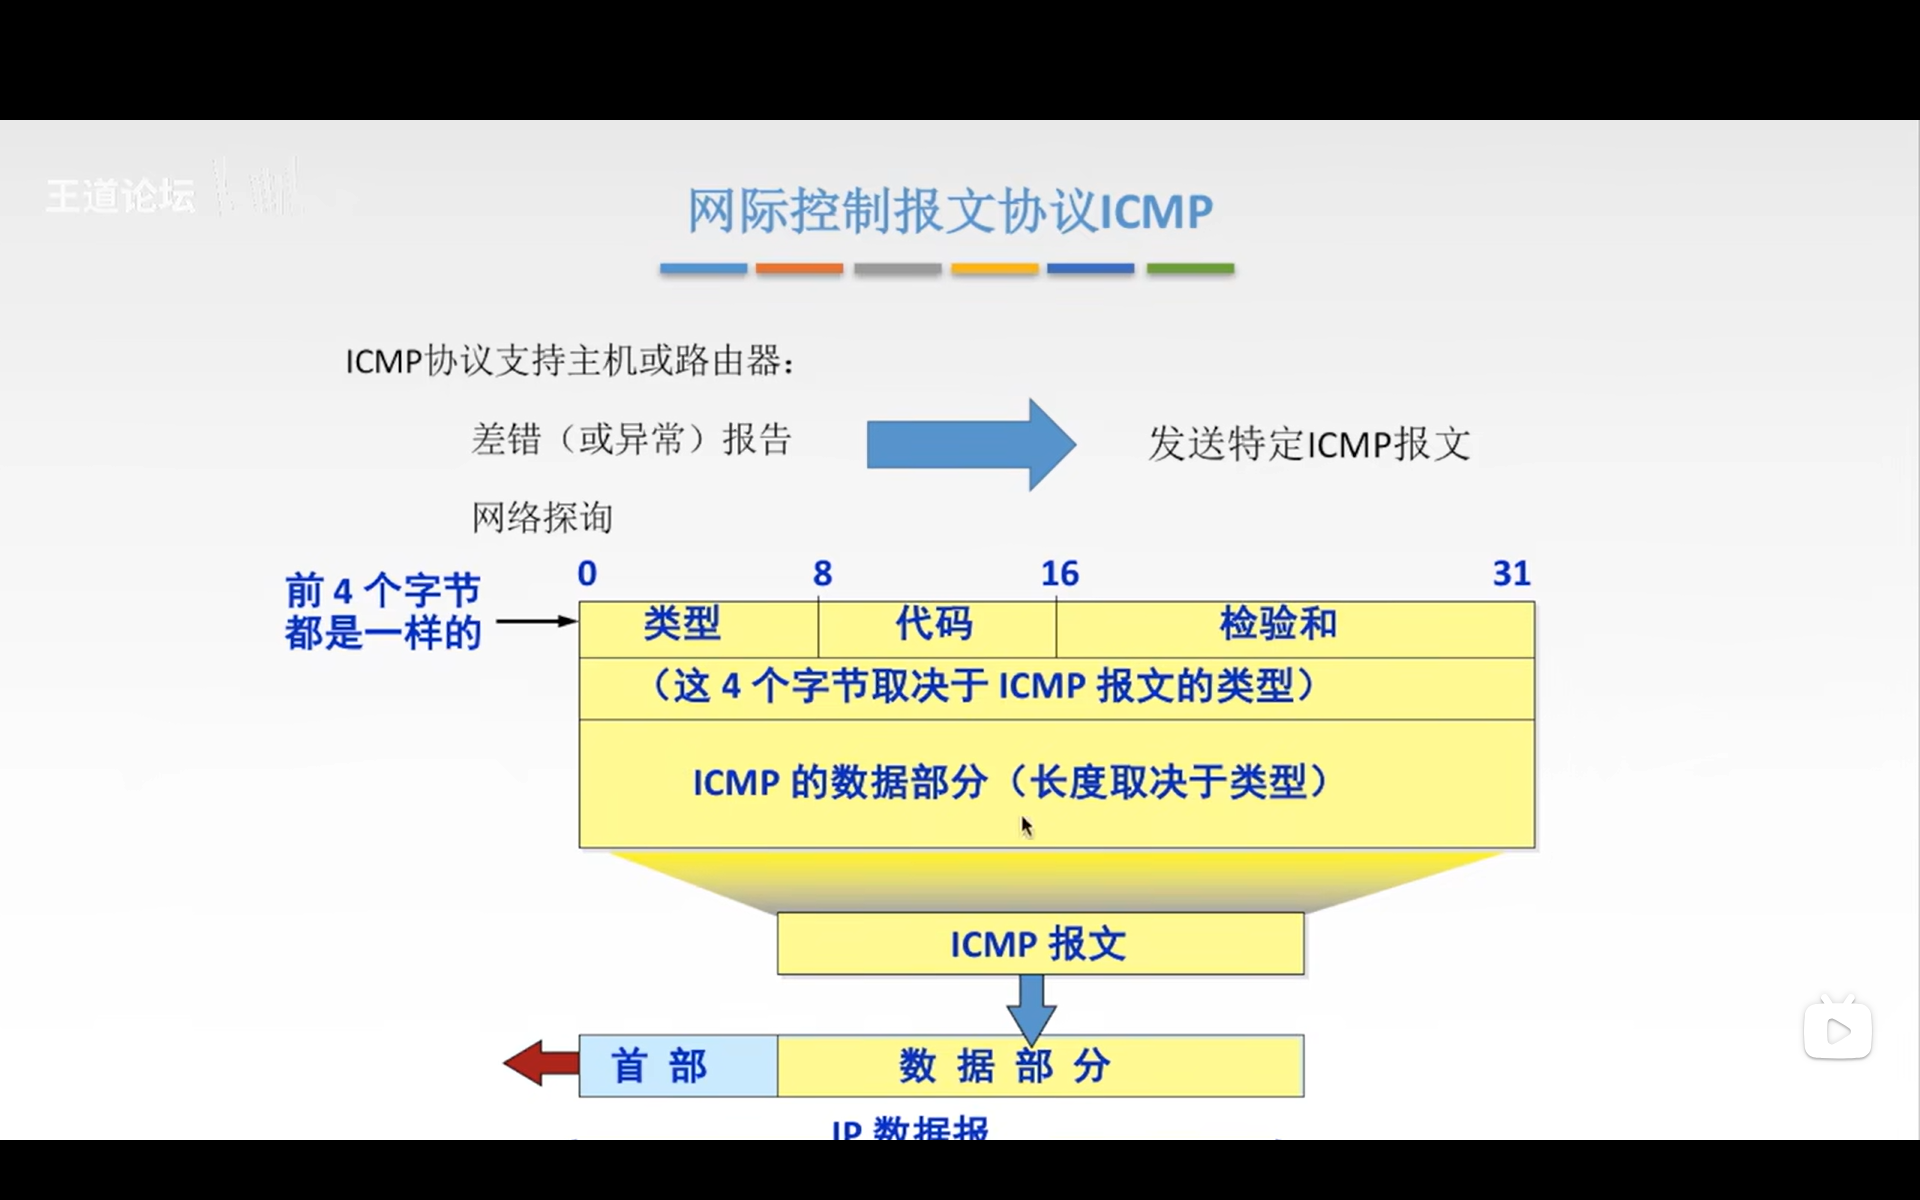 王道论坛
网际控制报文协议ICMP
ICMP协议支持主机或路由器：
差错（或异常）报告
发送特定ICMP报文
网络探询
0 8 16 31
前 4 个字节
都是一样的
类型 代码 检验和
（这 4 个字节取决于 ICMP 报文的类型）
ICMP 的数据部分（长度取决于类型）
ICMP 报文
首 部 数 据 部 分
IP 数据报